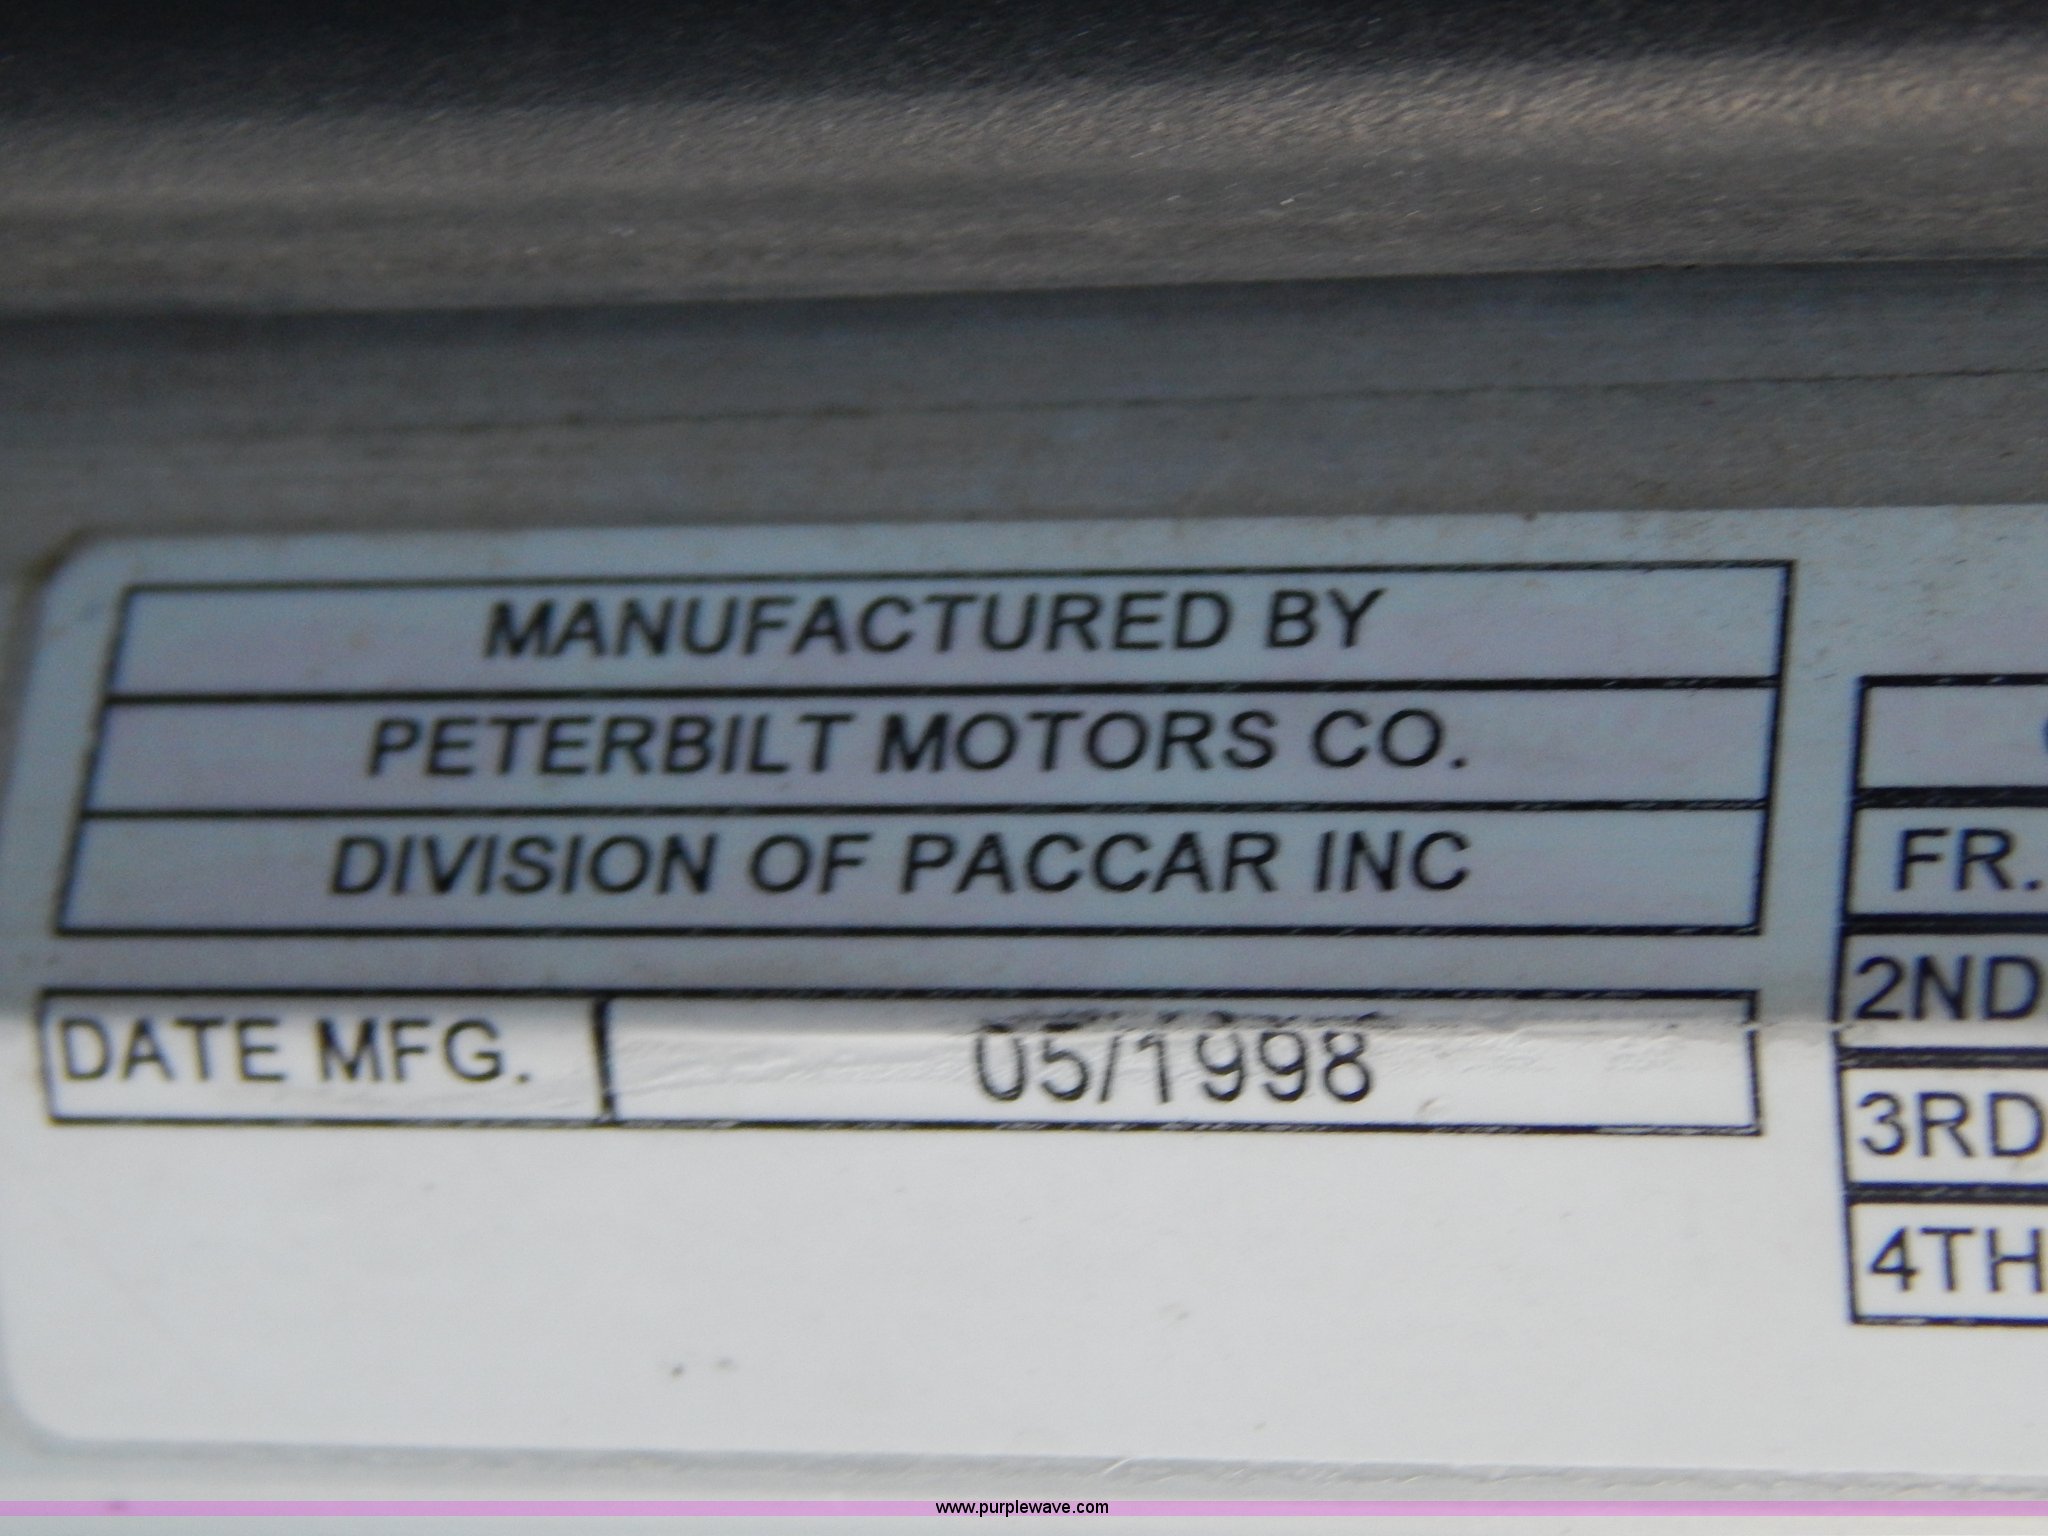 MANUFACTURED BY
PETERBILT MOTORS CO.
DIVISION OF PACCAR INC
DATE MFG. 05/1998
FR.
2ND
3RD
4TH
www.purplewave.com